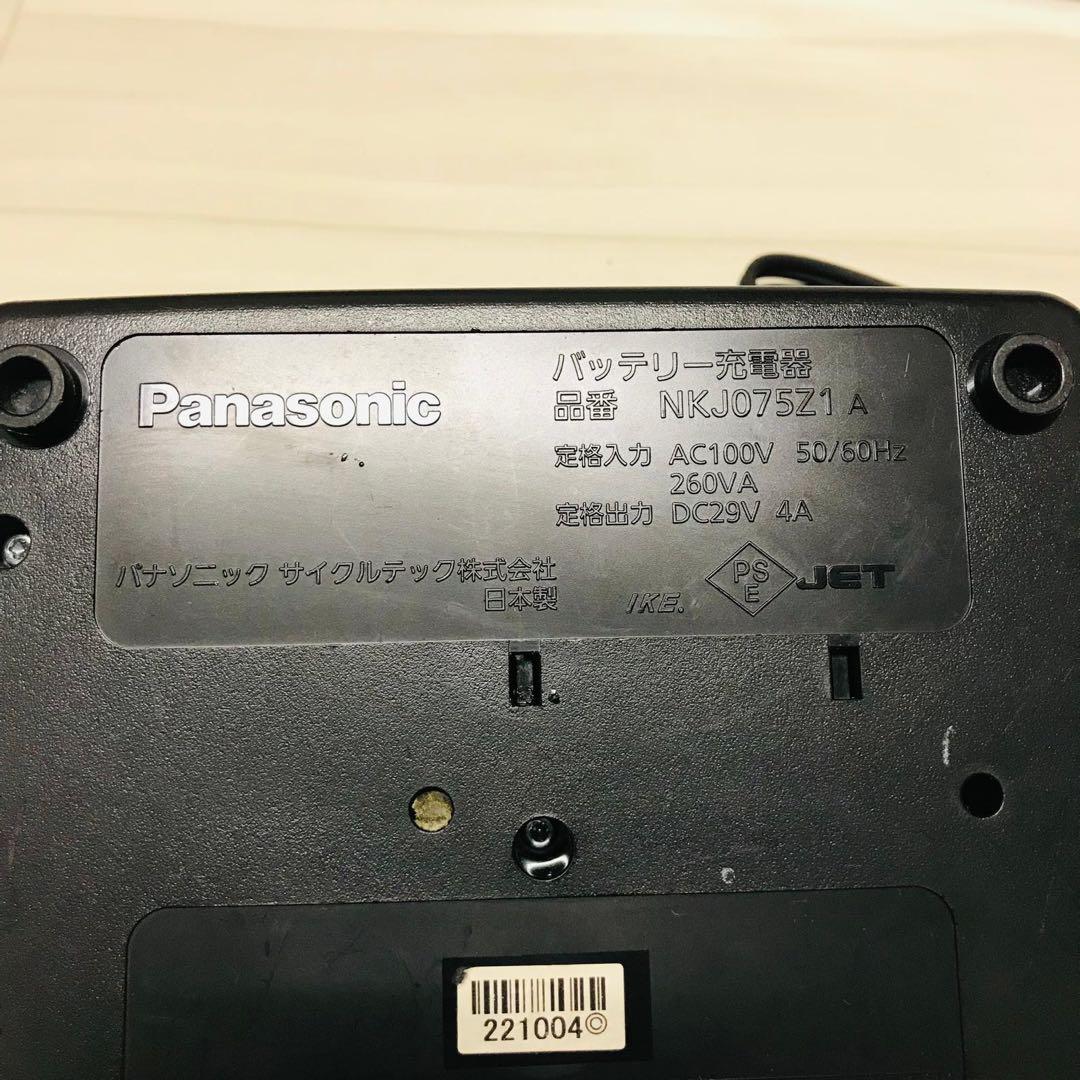 Panasonic
バッテリー充電器
品番 NKJ075Z1 A
定格入力 AC100V 50/60Hz
260VA
定格出力 DC29V 4A
パナソニック サイクルテック株式会社
日本製
IKE.
PS
E
JET
221004◎